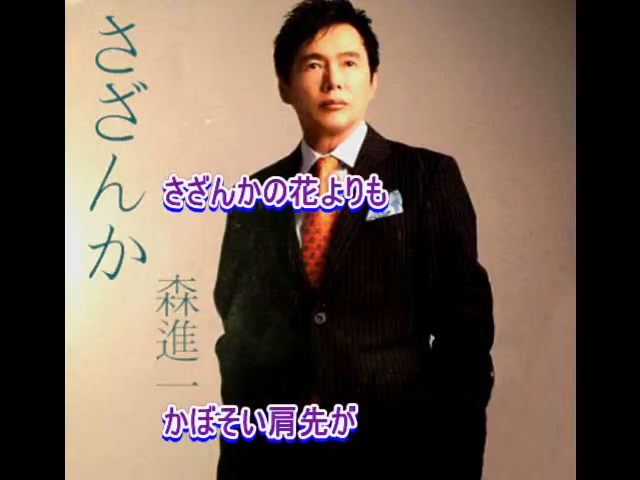 さざんか
森進一
さざんかの花よりも
かぼそい肩先が